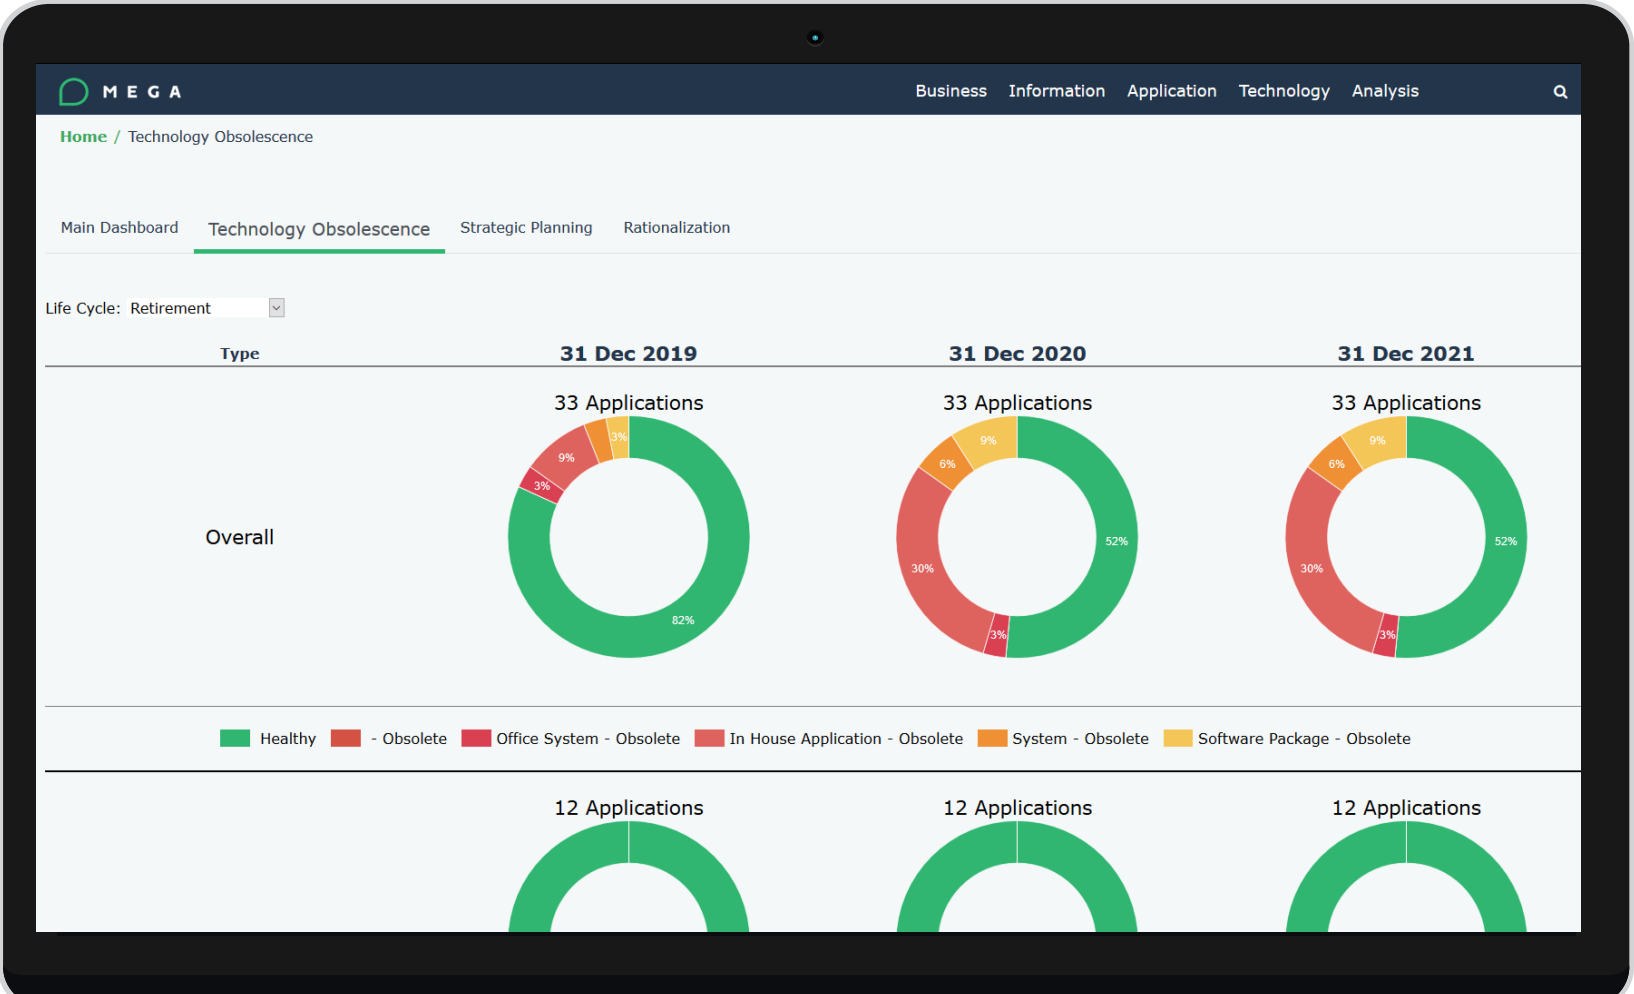 MEGA
Business Information Application Technology Analysis
Home / Technology Obsolescence
Main Dashboard Technology Obsolescence Strategic Planning Rationalization
Life Cycle: Retirement
Type 31 Dec 2019 31 Dec 2020 31 Dec 2021
33 Applications 33 Applications 33 Applications
3% 9% 9%
9% 6% 6%
3%
Overall 52% 52%
30% 30%
82% 3% 3%
Healthy - Obsolete Office System - Obsolete In House Application - Obsolete System - Obsolete Software Package - Obsolete
12 Applications 12 Applications 12 Applications